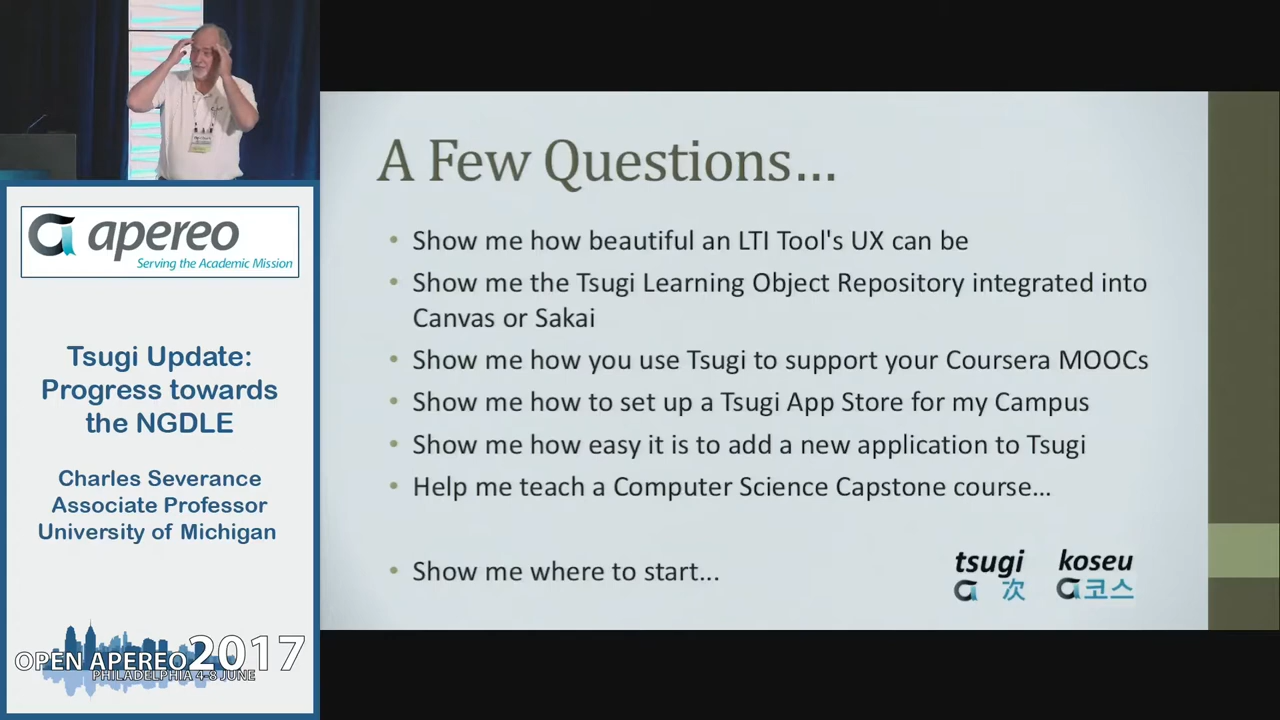 apereo
Serving the Academic Mission
Tsugi Update:
Progress towards
the NGDLE
Charles Severance
Associate Professor
University of Michigan
OPEN APEREO 2017
PHILADELPHIA 4-8 JUNE
A Few Questions...
• Show me how beautiful an LTI Tool's UX can be
• Show me the Tsugi Learning Object Repository integrated into
Canvas or Sakai
• Show me how you use Tsugi to support your Coursera MOOCs
• Show me how to set up a Tsugi App Store for my Campus
• Show me how easy it is to add a new application to Tsugi
• Help me teach a Computer Science Capstone course...
• Show me where to start...
tsugi koseu
次 코스